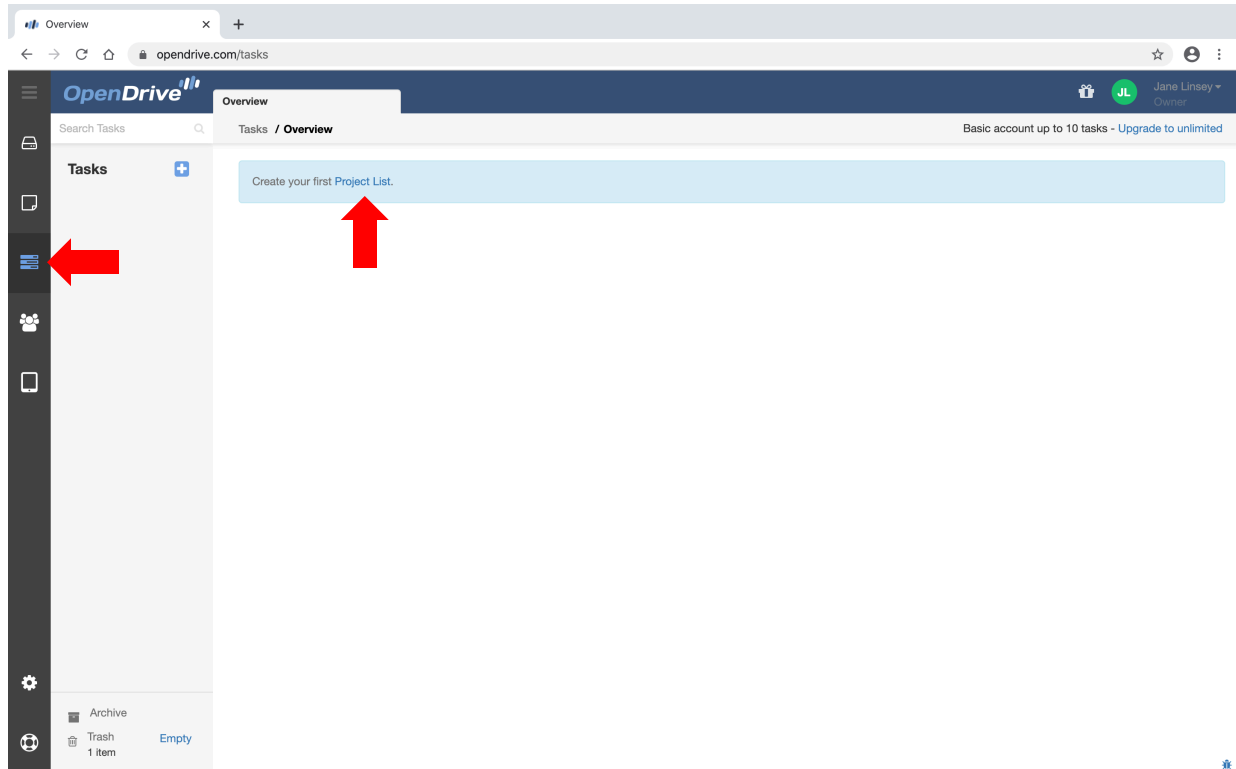 Overview
opendrive.com/tasks
OpenDrive
Overview
JL
Jane Linsey
Owner
Search Tasks
Tasks / Overview
Basic account up to 10 tasks - Upgrade to unlimited
Tasks
Create your first Project List.
Archive
Trash
Empty
1 item